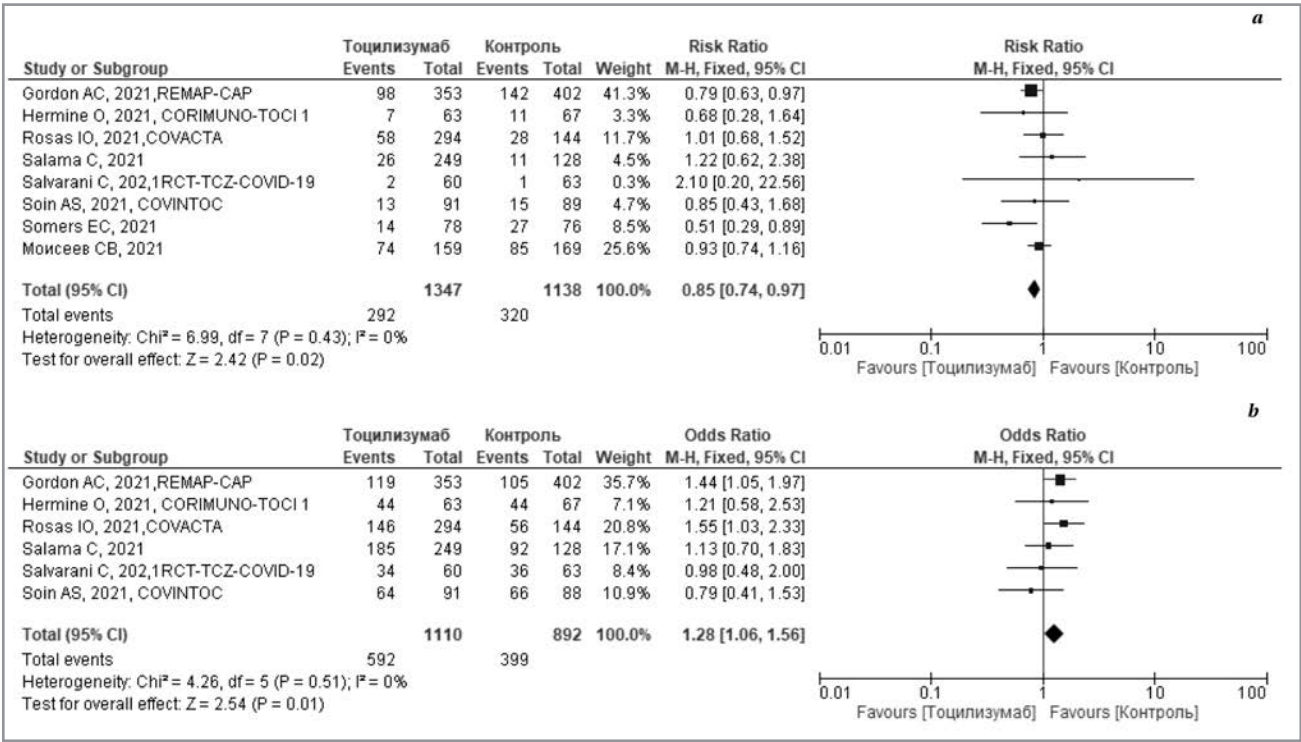 a
Тоцилизумаб Контроль Risk Ratio Risk Ratio
Study or Subgroup Events Total Events Total Weight M-H, Fixed, 95% CI M-H, Fixed, 95% CI
Gordon AC, 2021,REMAP-CAP 98 353 142 402 41.3% 0.79 [0.63, 0.97]
Hermine O, 2021, CORIMUNO-TOCI 1 7 63 11 67 3.3% 0.68 [0.28, 1.64]
Rosas IO, 2021,COVACTA 58 294 28 144 11.7% 1.01 [0.68, 1.52]
Salama C, 2021 26 249 11 128 4.5% 1.22 [0.62, 2.38]
Salvarani C, 202,1RCT-TCZ-COVID-19 2 60 1 63 0.3% 2.10 [0.20, 22.56]
Soin AS, 2021, COVINTOC 13 91 15 89 4.7% 0.85 [0.43, 1.68]
Somers EC, 2021 14 78 27 76 8.5% 0.51 [0.29, 0.89]
Моисеев СВ, 2021 74 159 85 169 25.6% 0.93 [0.74, 1.16]
Total (95% CI) 1347 1138 100.0% 0.85 [0.74, 0.97]
Total events 292 320
Heterogeneity: Chi² = 6.99, df = 7 (P = 0.43); I² = 0%
Test for overall effect: Z = 2.42 (P = 0.02)
0.01 0.1 1 10 100
Favours [Тоцилизумаб] Favours [Контроль]
b
Тоцилизумаб Контроль Odds Ratio Odds Ratio
Study or Subgroup Events Total Events Total Weight M-H, Fixed, 95% CI M-H, Fixed, 95% CI
Gordon AC, 2021,REMAP-CAP 119 353 105 402 35.7% 1.44 [1.05, 1.97]
Hermine O, 2021, CORIMUNO-TOCI 1 44 63 44 67 7.1% 1.21 [0.58, 2.53]
Rosas IO, 2021,COVACTA 146 294 56 144 20.8% 1.55 [1.03, 2.33]
Salama C, 2021 185 249 92 128 17.1% 1.13 [0.70, 1.83]
Salvarani C, 202,1RCT-TCZ-COVID-19 34 60 36 63 8.4% 0.98 [0.48, 2.00]
Soin AS, 2021, COVINTOC 64 91 66 88 10.9% 0.79 [0.41, 1.53]
Total (95% CI) 1110 892 100.0% 1.28 [1.06, 1.56]
Total events 592 399
Heterogeneity: Chi² = 4.26, df = 5 (P = 0.51); I² = 0%
Test for overall effect: Z = 2.54 (P = 0.01)
0.01 0.1 1 10 100
Favours [Тоцилизумаб] Favours [Контроль]